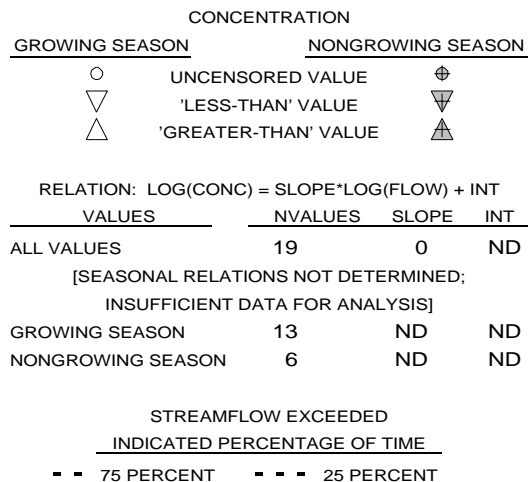 CONCENTRATION
GROWING SEASON NONGROWING SEASON
UNCENSORED VALUE
'LESS-THAN' VALUE
'GREATER-THAN' VALUE
RELATION: LOG(CONC) = SLOPE*LOG(FLOW) + INT
VALUES NVALUES SLOPE INT
ALL VALUES 19 0 ND
[SEASONAL RELATIONS NOT DETERMINED;
INSUFFICIENT DATA FOR ANALYSIS]
GROWING SEASON 13 ND ND
NONGROWING SEASON 6 ND ND
STREAMFLOW EXCEEDED
INDICATED PERCENTAGE OF TIME
75 PERCENT 25 PERCENT